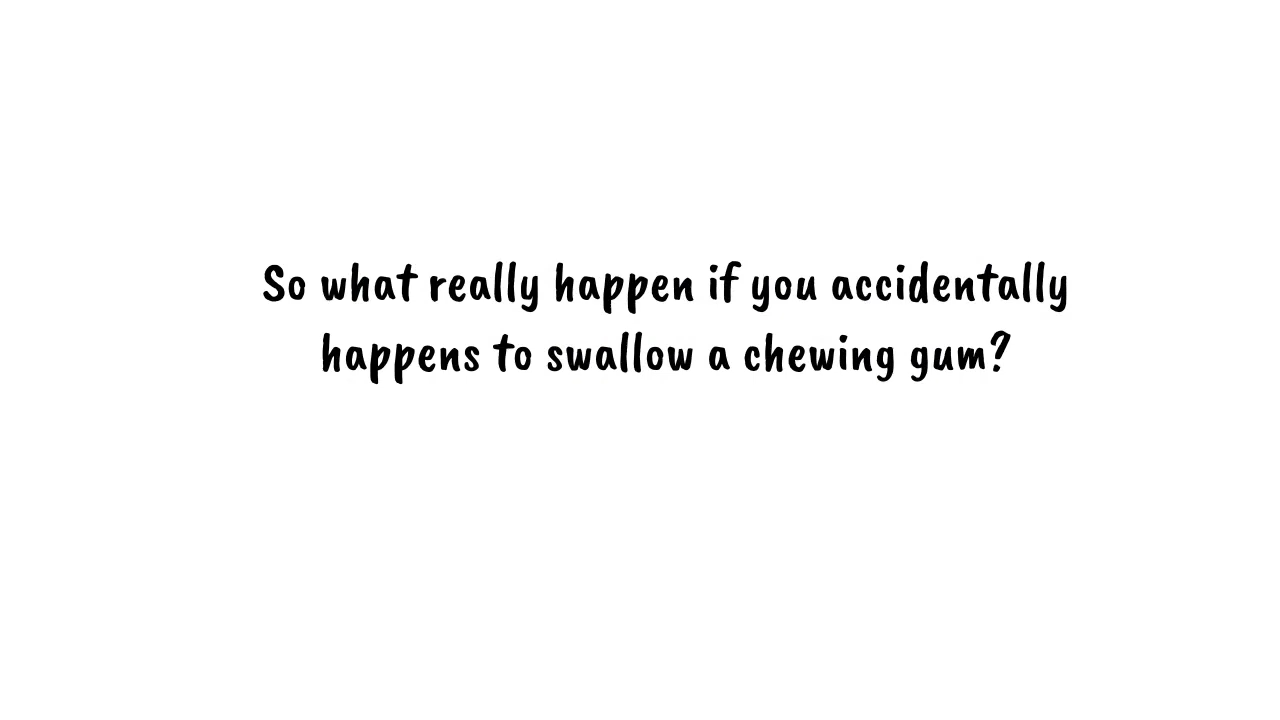 So what really happen if you accidentally
happens to swallow a chewing gum?